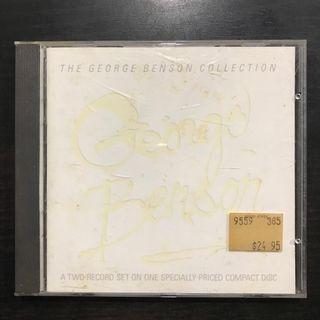 THE GEORGE BENSON COLLECTION
George
Benson
9559 385
$24.95
A TWO-RECORD SET ON ONE SPECIALLY-PRICED COMPACT DISC